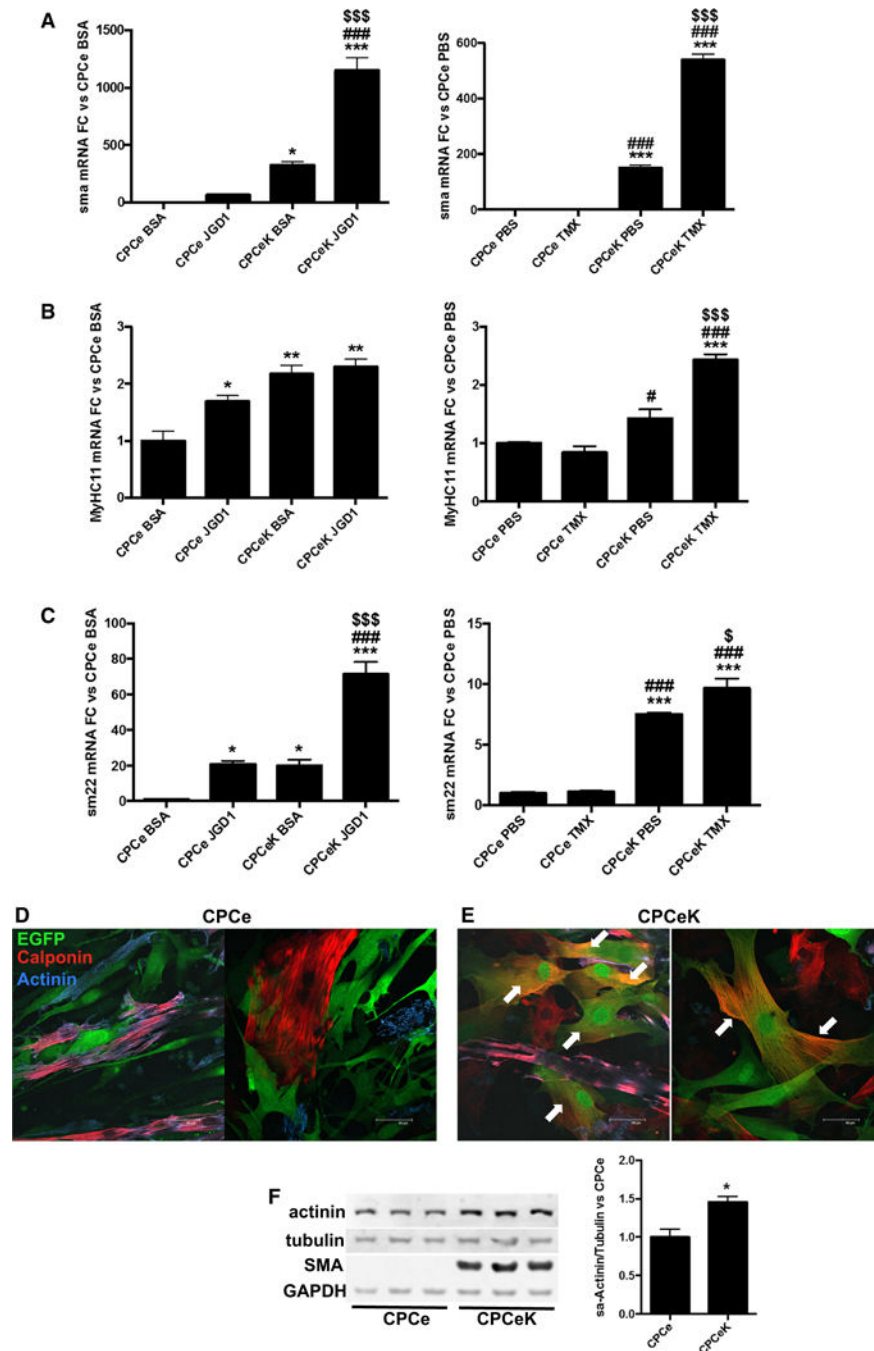 A
sma mRNA FC vs CPCe BSA
1500
1000
500
0
*
$$$
###
***
CPCe BSA
CPCe JGD1
CPCeK BSA
CPCeK JGD1
sma mRNA FC vs CPCe PBS
600
400
200
0
###
***
$$$
###
***
CPCe PBS
CPCe TMX
CPCeK PBS
CPCeK TMX
B
MyHC11 mRNA FC vs CPCe BSA
3
2
1
0
*
**
**
CPCe BSA
CPCe JGD1
CPCeK BSA
CPCeK JGD1
MyHC11 mRNA FC vs CPCe PBS
3
2
1
0
#
$$$
###
***
CPCe PBS
CPCe TMX
CPCeK PBS
CPCeK TMX
C
sm22 mRNA FC vs CPCe BSA
100
80
60
40
20
0
*
*
$$$
###
***
CPCe BSA
CPCe JGD1
CPCeK BSA
CPCeK JGD1
sm22 mRNA FC vs CPCe PBS
15
10
5
0
###
***
$
###
***
CPCe PBS
CPCe TMX
CPCeK PBS
CPCeK TMX
D
CPCe
EGFP
Calponin
Actinin
E
CPCeK
F
actinin
tubulin
SMA
GAPDH
CPCe
CPCeK
sa-Actinin/Tubulin vs CPCe
2.0
1.5
1.0
0.5
0.0
*
CPCe
CPCeK